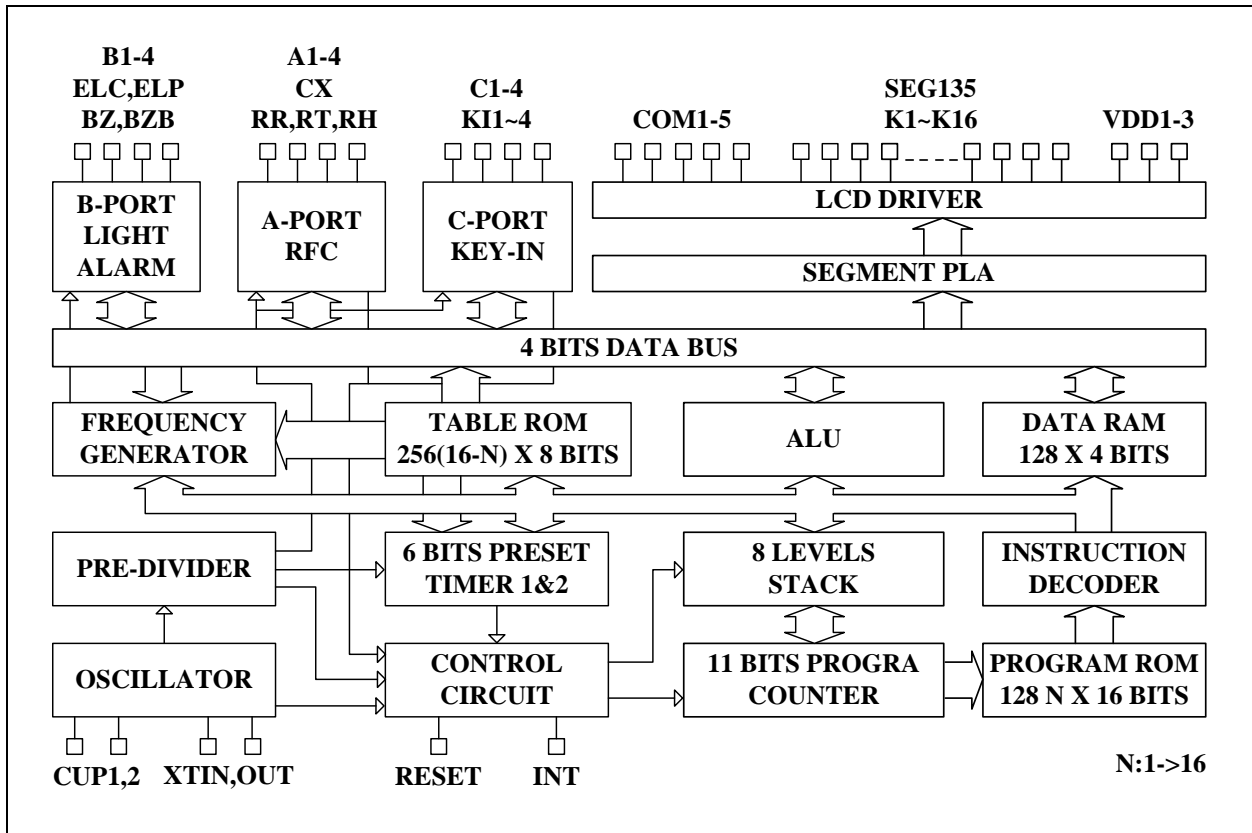 B1-4
ELC,ELP
BZ,BZB
A1-4
CX
RR,RT,RH
C1-4
KI1~4
COM1-5
SEG135
K1~K16
VDD1-3
B-PORT
LIGHT
ALARM
A-PORT
RFC
C-PORT
KEY-IN
LCD DRIVER
SEGMENT PLA
4 BITS DATA BUS
FREQUENCY
GENERATOR
TABLE ROM
256(16-N) X 8 BITS
ALU
DATA RAM
128 X 4 BITS
PRE-DIVIDER
6 BITS PRESET
TIMER 1&2
8 LEVELS
STACK
INSTRUCTION
DECODER
OSCILLATOR
CONTROL
CIRCUIT
11 BITS PROGRA
COUNTER
PROGRAM ROM
128 N X 16 BITS
CUP1,2
XTIN,OUT
RESET
INT
N:1->16